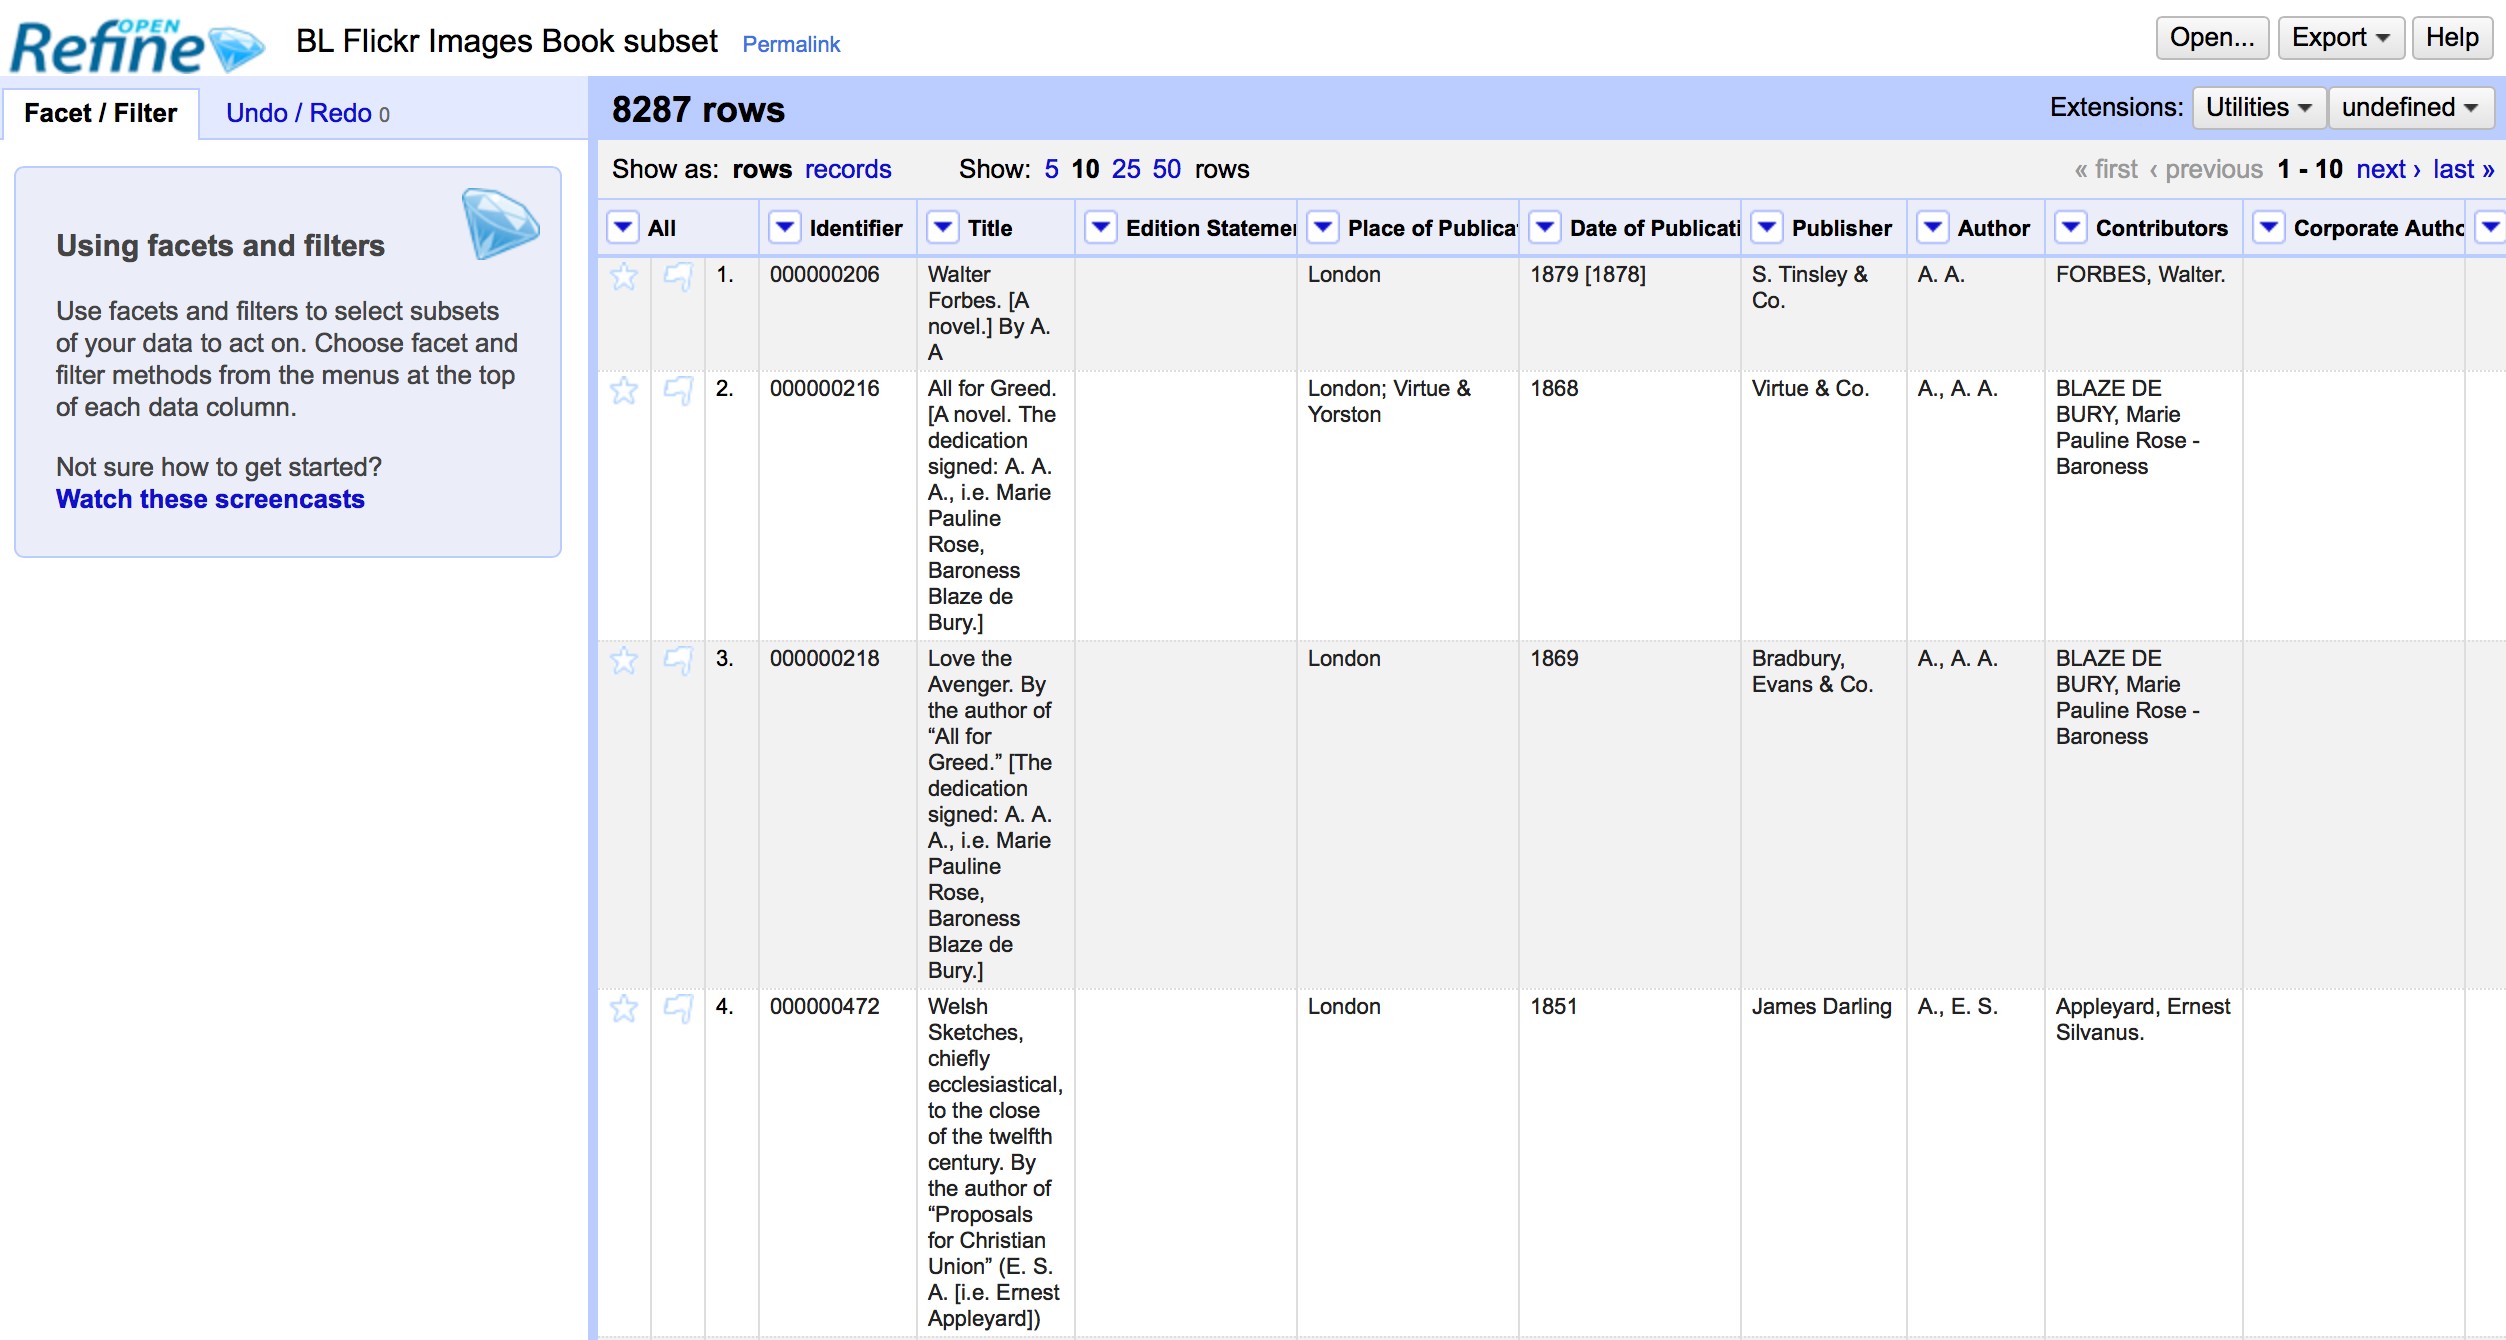 OPEN
Refine
BL Flickr Images Book subset Permalink
Open... Export Help
Facet / Filter Undo / Redo 0
8287 rows
Extensions: Utilities undefined
Using facets and filters
Use facets and filters to select subsets
of your data to act on. Choose facet and
filter methods from the menus at the top
of each data column.
Not sure how to get started?
Watch these screencasts
Show as: rows records Show: 5 10 25 50 rows
« first ‹ previous 1 - 10 next › last »
All Identifier Title Edition Statemer Place of Publica Date of Publicati Publisher Author Contributors Corporate Autho
1. 000000206
Walter
Forbes. [A
novel.] By A.
A
London
1879 [1878]
S. Tinsley &
Co.
A. A.
FORBES, Walter.
2. 000000216
All for Greed.
[A novel. The
dedication
signed: A. A.
A., i.e. Marie
Pauline
Rose,
Baroness
Blaze de
Bury.]
London; Virtue &
Yorston
1868
Virtue & Co.
A., A. A.
BLAZE DE
BURY, Marie
Pauline Rose -
Baroness
3. 000000218
Love the
Avenger. By
the author of
“All for
Greed.” [The
dedication
signed: A. A.
A., i.e. Marie
Pauline
Rose,
Baroness
Blaze de
Bury.]
London
1869
Bradbury,
Evans & Co.
A., A. A.
BLAZE DE
BURY, Marie
Pauline Rose -
Baroness
4. 000000472
Welsh
Sketches,
chiefly
ecclesiastical,
to the close
of the twelfth
century. By
the author of
“Proposals
for Christian
Union” (E. S.
A. [i.e. Ernest
Appleyard])
London
1851
James Darling
A., E. S.
Appleyard, Ernest
Silvanus.